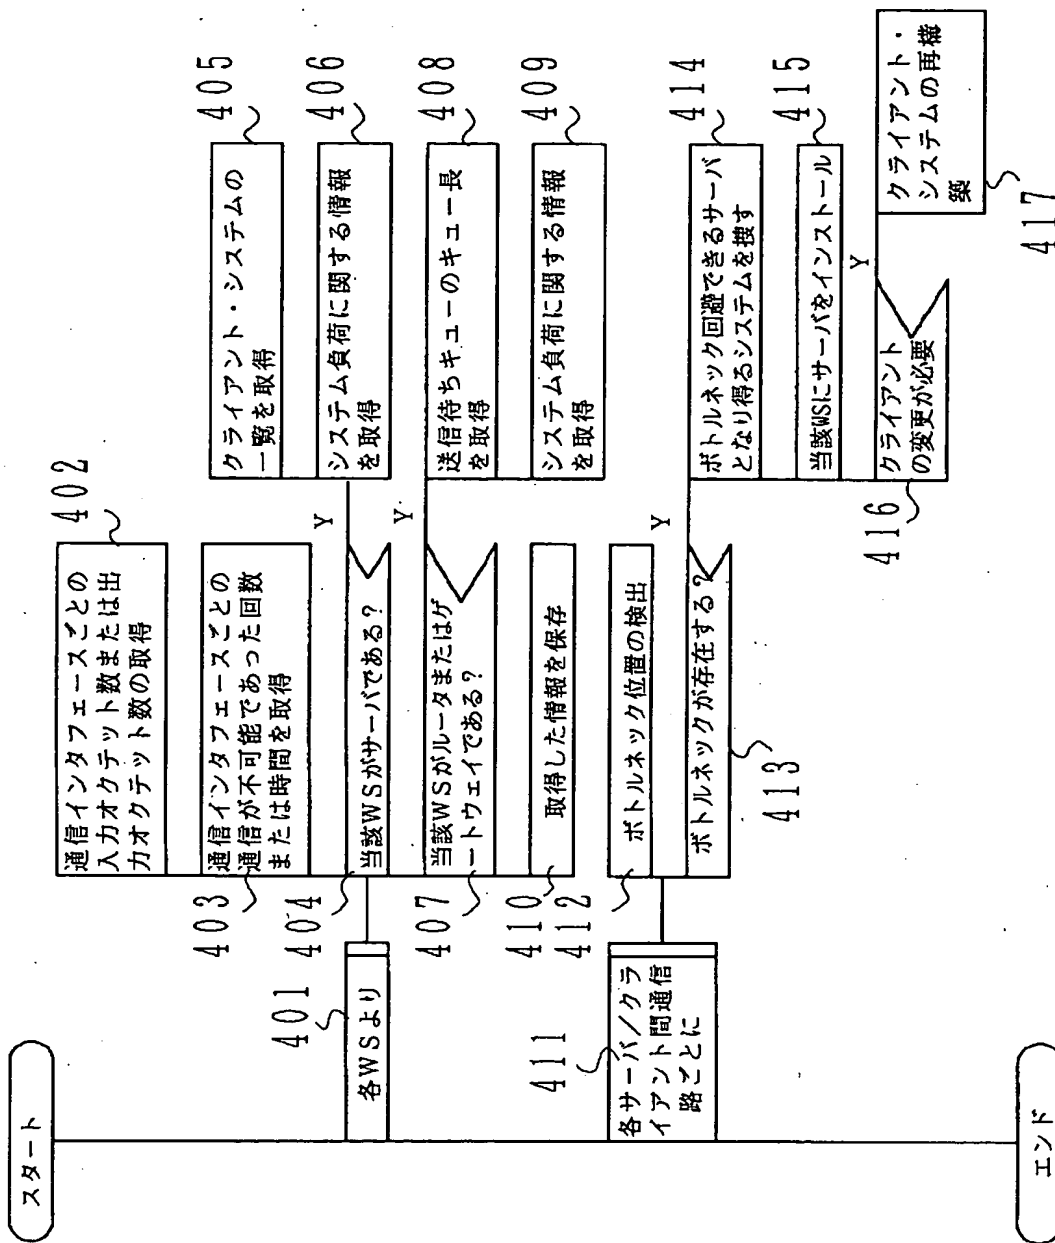 スタート
401
各WSより
402
通信インタフェースごとの
入力オクテット数または出
力オクテット数の取得
403
通信インタフェースごとの
通信が不可能であった回数
または時間を取得
404
当該WSがサーバである?
Y
405
クライアント・システムの
一覧を取得
406
システム負荷に関する情報
を取得
407
当該WSがルータまたはゲ
ートウェイである?
Y
408
送信待ちキューのキュー長
を取得
409
システム負荷に関する情報
を取得
410
取得した情報を保存
411
各サーバ/クラ
イアント間通信
路ごとに
412
ボトルネック位置の検出
413
ボトルネックが存在する?
Y
414
ボトルネック回避できるサーバ
となり得るシステムを捜す
415
当該WSにサーバをインストール
416
クライアント
の変更が必要
Y
417
クライアント・
システムの再構
築
エンド